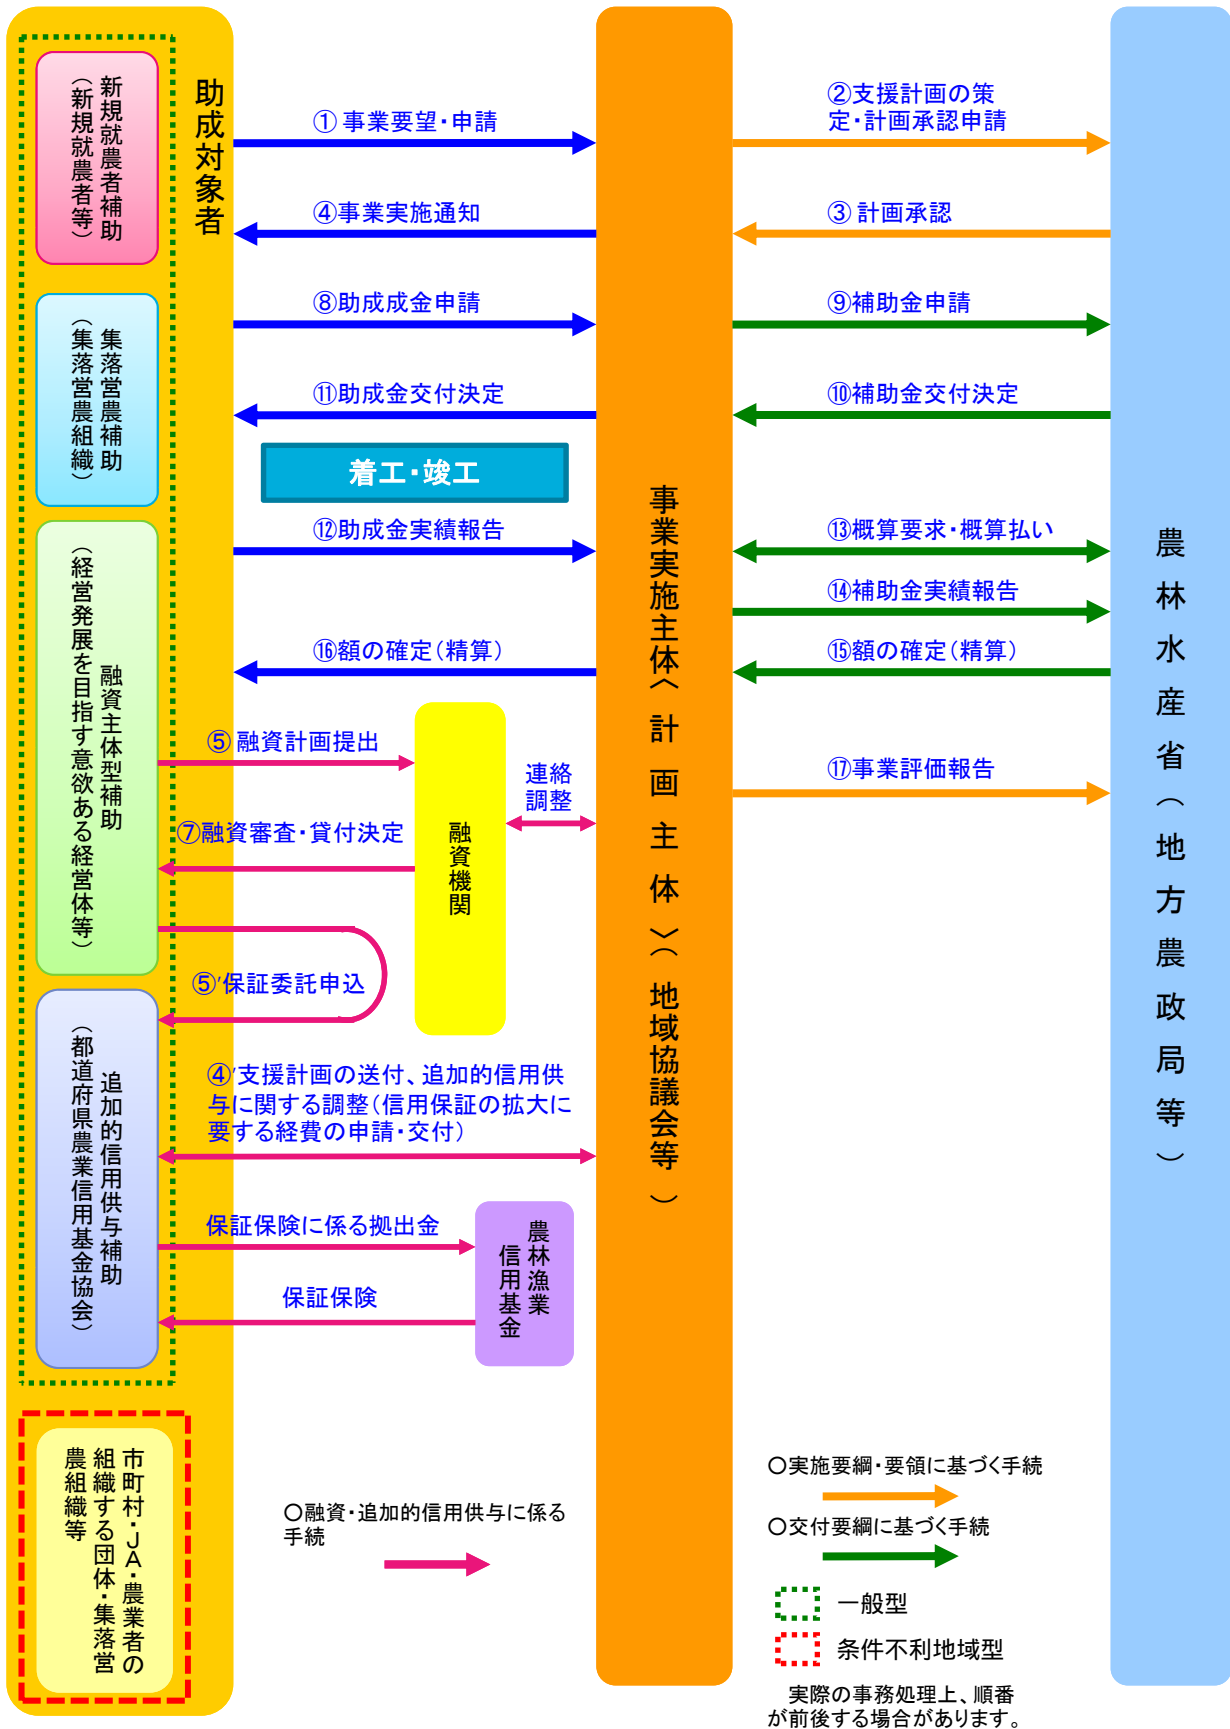 新規就農者補助
（新規就農者等）
助成対象者
集落営農補助
（集落営農組織）
融資主体型補助
（経営発展を目指す意欲ある経営体等）
追加的信用供与補助
（都道府県農業信用基金協会）
市町村・ＪＡ・農業者の
組織する団体・集落営
農組織等
① 事業要望・申請
④事業実施通知
⑧助成成金申請
⑪助成金交付決定
着工・竣工
⑫助成金実績報告
⑯額の確定（精算）
⑤ 融資計画提出
⑦融資審査・貸付決定
⑤’保証委託申込
融資機関
連絡
調整
④’支援計画の送付、追加的信用供
与に関する調整（信用保証の拡大に
要する経費の申請・交付）
保証保険に係る拠出金
保証保険
農林漁業
信用基金
事業実施主体〈計画主体〉（地域協議会等）
②支援計画の策
定・計画承認申請
③ 計画承認
⑨補助金申請
⑩補助金交付決定
⑬概算要求・概算払い
⑭補助金実績報告
⑮額の確定（精算）
⑰事業評価報告
農林水産省（地方農政局等）
○融資・追加的信用供与に係る
手続
○実施要綱・要領に基づく手続
○交付要綱に基づく手続
一般型
条件不利地域型
実際の事務処理上、順番
が前後する場合があります。